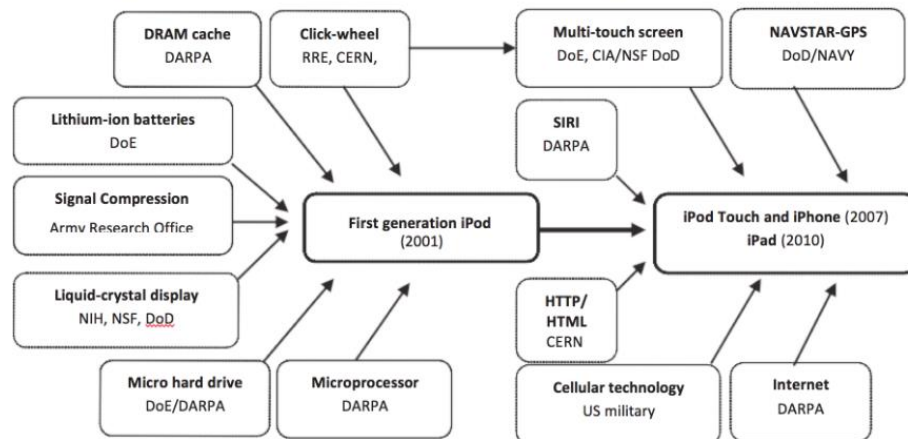 DRAM cache
DARPA
Click-wheel
RRE, CERN,
Multi-touch screen
DoE, CIA/NSF DoD
NAVSTAR-GPS
DoD/NAVY
Lithium-ion batteries
DoE
SIRI
DARPA
Signal Compression
Army Research Office
First generation iPod
(2001)
iPod Touch and iPhone (2007)
iPad (2010)
Liquid-crystal display
NIH, NSF, DoD
HTTP/
HTML
CERN
Micro hard drive
DoE/DARPA
Microprocessor
DARPA
Cellular technology
US military
Internet
DARPA